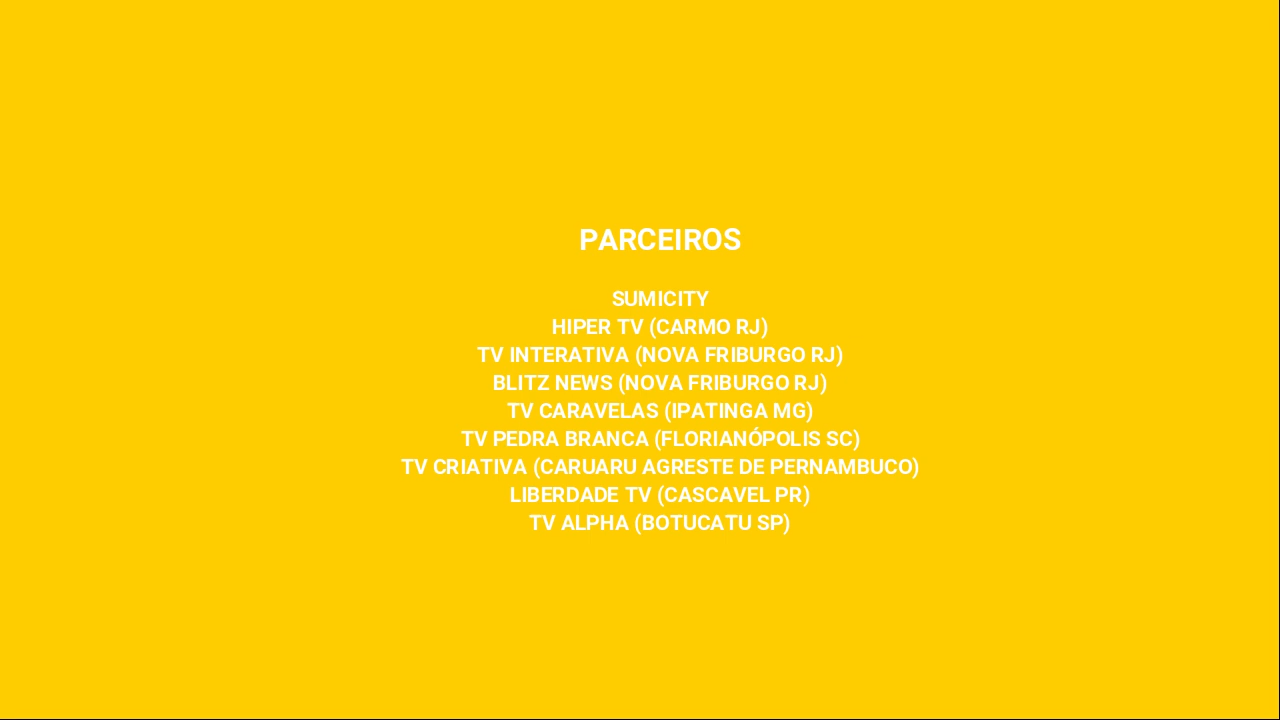 PARCEIROS
SUMICITY
HIPER TV (CARMO RJ)
TV INTERATIVA (NOVA FRIBURGO RJ)
BLITZ NEWS (NOVA FRIBURGO RJ)
TV CARAVELAS (IPATINGA MG)
TV PEDRA BRANCA (FLORIANÓPOLIS SC)
TV CRIATIVA (CARUARU AGRESTE DE PERNAMBUCO)
LIBERDADE TV (CASCAVEL PR)
TV ALPHA (BOTUCATU SP)